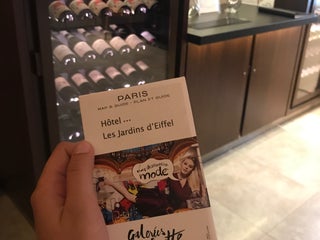 PARIS
MAP & GUIDE - PLAN ET GUIDE
Hôtel ...
Les Jardins d'Eiffel
mode
Galeries